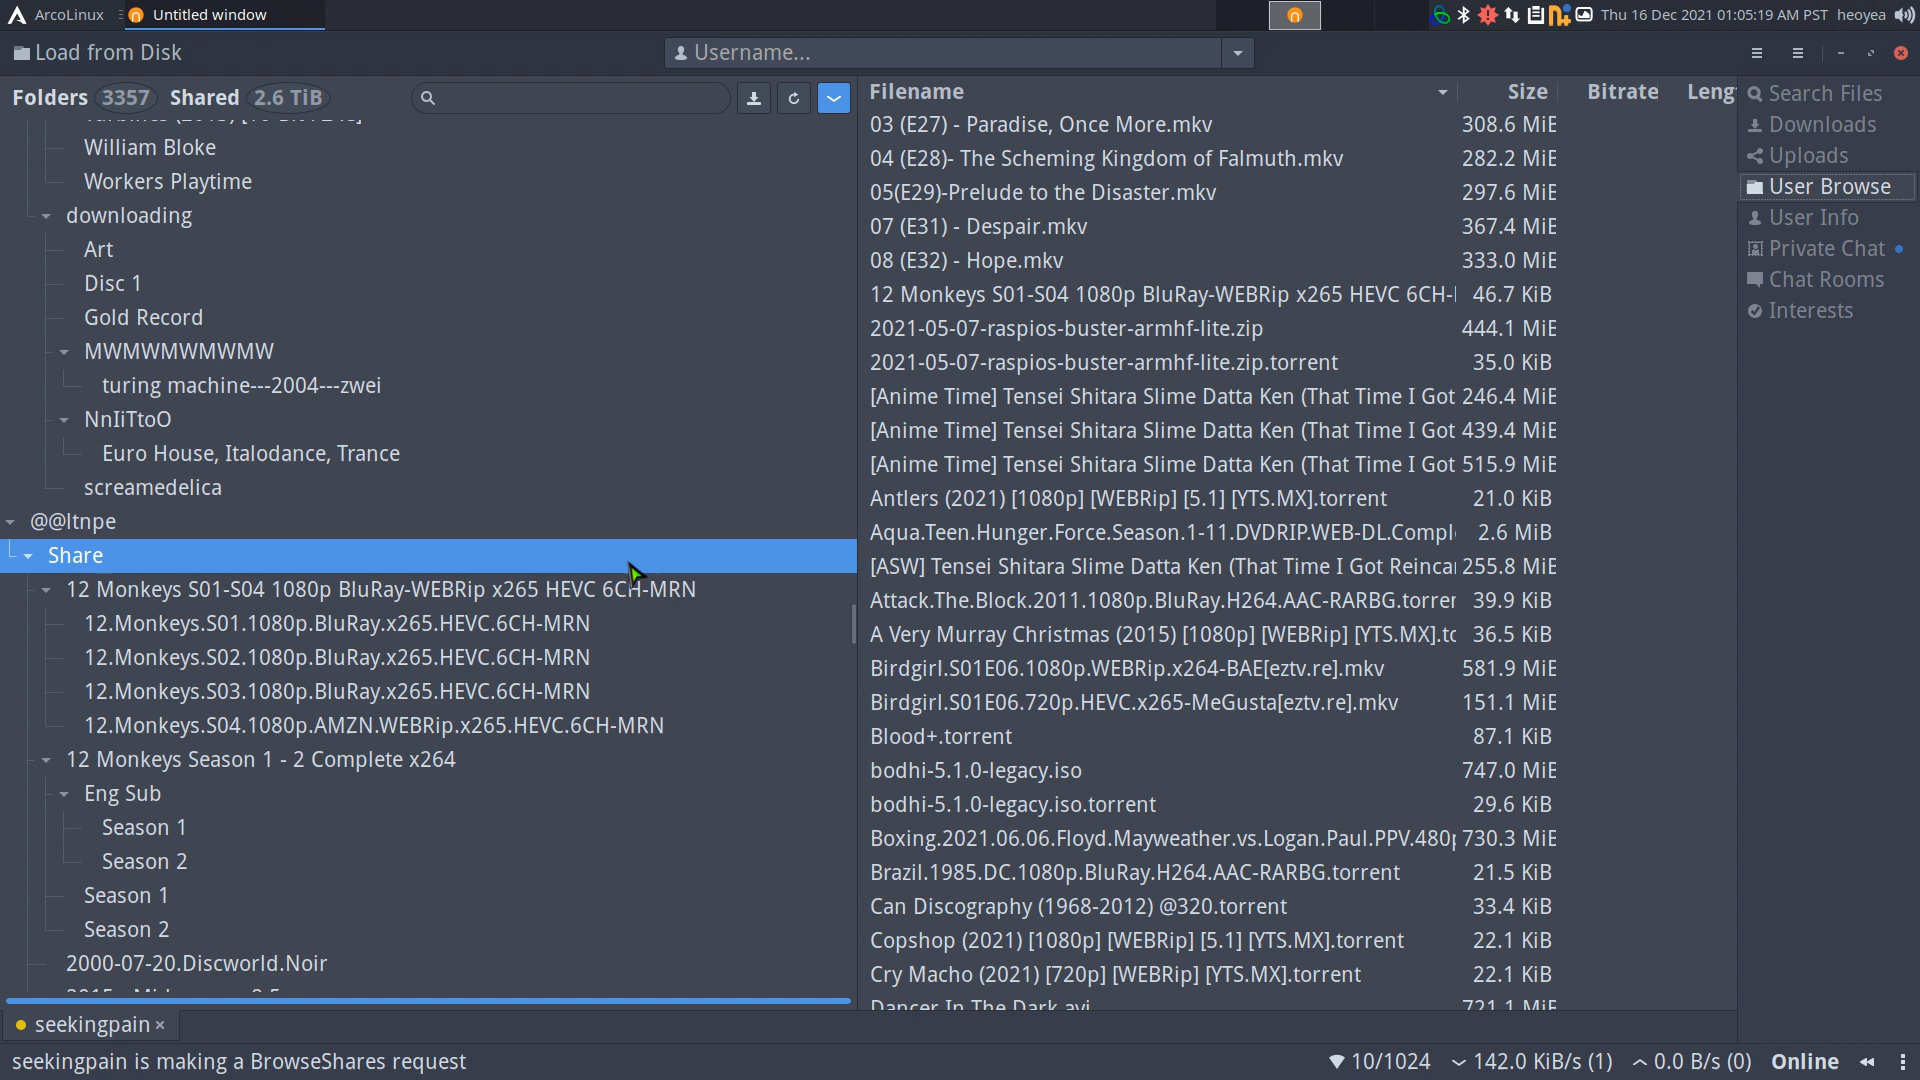 ArcoLinux
Untitled window
Thu 16 Dec 2021 01:05:19 AM PST
heoyea
Load from Disk
Username...
Folders 3357 Shared 2.6 TiB
William Bloke
Workers Playtime
downloading
Art
Disc 1
Gold Record
MWMWMWMWMW
turing machine---2004---zwei
NnIiTtoO
Euro House, Italodance, Trance
screamedelica
@@ltnpe
Share
12 Monkeys S01-S04 1080p BluRay-WEBRip x265 HEVC 6CH-MRN
12.Monkeys.S01.1080p.BluRay.x265.HEVC.6CH-MRN
12.Monkeys.S02.1080p.BluRay.x265.HEVC.6CH-MRN
12.Monkeys.S03.1080p.BluRay.x265.HEVC.6CH-MRN
12.Monkeys.S04.1080p.AMZN.WEBRip.x265.HEVC.6CH-MRN
12 Monkeys Season 1 - 2 Complete x264
Eng Sub
Season 1
Season 2
Season 1
Season 2
2000-07-20.Discworld.Noir
Filename Size Bitrate Leng
03 (E27) - Paradise, Once More.mkv 308.6 MiB
04 (E28)- The Scheming Kingdom of Falmuth.mkv 282.2 MiB
05(E29)-Prelude to the Disaster.mkv 297.6 MiB
07 (E31) - Despair.mkv 367.4 MiB
08 (E32) - Hope.mkv 333.0 MiB
12 Monkeys S01-S04 1080p BluRay-WEBRip x265 HEVC 6CH- 46.7 KiB
2021-05-07-raspios-buster-armhf-lite.zip 444.1 MiB
2021-05-07-raspios-buster-armhf-lite.zip.torrent 35.0 KiB
[Anime Time] Tensei Shitara Slime Datta Ken (That Time I Got 246.4 MiB
[Anime Time] Tensei Shitara Slime Datta Ken (That Time I Got 439.4 MiB
[Anime Time] Tensei Shitara Slime Datta Ken (That Time I Got 515.9 MiB
Antlers (2021) [1080p] [WEBRip] [5.1] [YTS.MX].torrent 21.0 KiB
Aqua.Teen.Hunger.Force.Season.1-11.DVDRIP.WEB-DL.Compl 2.6 MiB
[ASW] Tensei Shitara Slime Datta Ken (That Time I Got Reincar 255.8 MiB
Attack.The.Block.2011.1080p.BluRay.H264.AAC-RARBG.torrer 39.9 KiB
A Very Murray Christmas (2015) [1080p] [WEBRip] [YTS.MX].tc 36.5 KiB
Birdgirl.S01E06.1080p.WEBRip.x264-BAE[eztv.re].mkv 581.9 MiB
Birdgirl.S01E06.720p.HEVC.x265-MeGusta[eztv.re].mkv 151.1 MiB
Blood+.torrent 87.1 KiB
bodhi-5.1.0-legacy.iso 747.0 MiB
bodhi-5.1.0-legacy.iso.torrent 29.6 KiB
Boxing.2021.06.06.Floyd.Mayweather.vs.Logan.Paul.PPV.480p 730.3 MiB
Brazil.1985.DC.1080p.BluRay.H264.AAC-RARBG.torrent 21.5 KiB
Can Discography (1968-2012) @320.torrent 33.4 KiB
Copshop (2021) [1080p] [WEBRip] [5.1] [YTS.MX].torrent 22.1 KiB
Cry Macho (2021) [720p] [WEBRip] [YTS.MX].torrent 22.1 KiB
Dancer In The Dark.avi 721.1 MiB
Search Files
Downloads
Uploads
User Browse
User Info
Private Chat
Chat Rooms
Interests
seekingpain ×
seekingpain is making a BrowseShares request
10/1024 142.0 KiB/s (1) 0.0 B/s (0) Online